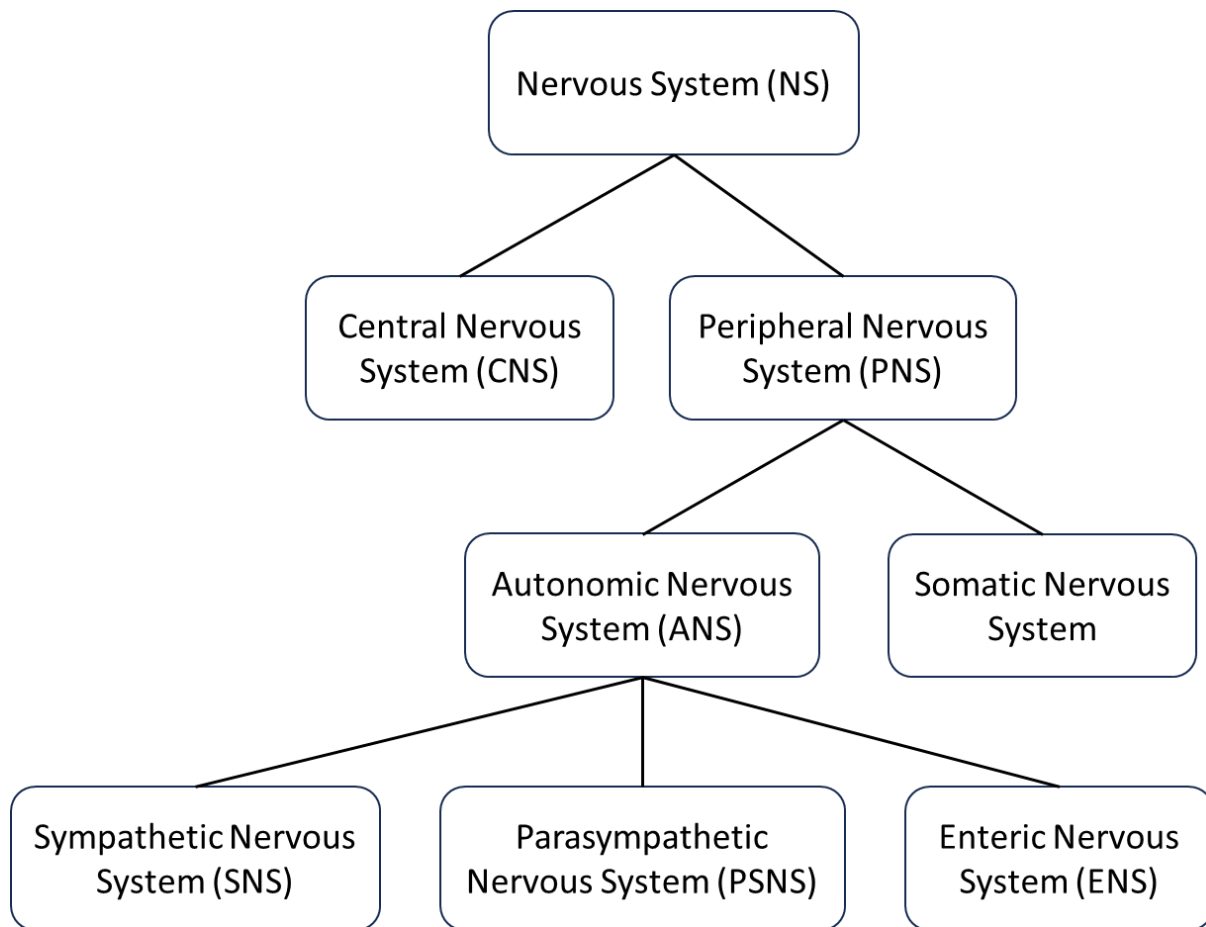 Nervous System (NS)
Central Nervous
System (CNS)
Peripheral Nervous
System (PNS)
Autonomic Nervous
System (ANS)
Somatic Nervous
System
Sympathetic Nervous
System (SNS)
Parasympathetic
Nervous System (PSNS)
Enteric Nervous
System (ENS)